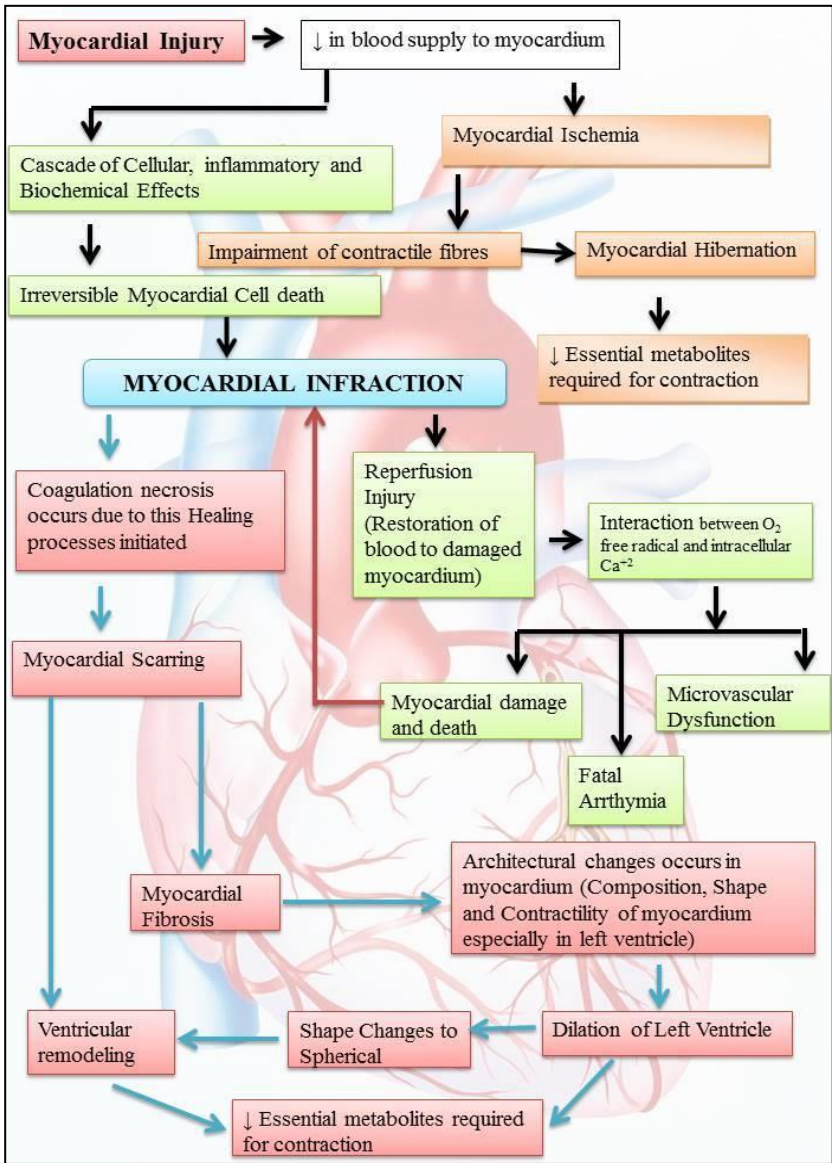 Myocardial Injury
↓ in blood supply to myocardium
Myocardial Ischemia
Cascade of Cellular, inflammatory and
Biochemical Effects
Impairment of contractile fibres
Myocardial Hibernation
Irreversible Myocardial Cell death
↓ Essential metabolites
required for contraction
MYOCARDIAL INFRACTION
Coagulation necrosis
occurs due to this Healing
processes initiated
Reperfusion
Injury
(Restoration of
blood to damaged
myocardium)
Interaction between O₂
free radical and intracellular
Ca⁺²
Myocardial Scarring
Myocardial damage
and death
Microvascular
Dysfunction
Fatal
Arrthymia
Myocardial
Fibrosis
Architectural changes occurs in
myocardium (Composition, Shape
and Contractility of myocardium
especially in left ventricle)
Ventricular
remodeling
Shape Changes to
Spherical
Dilation of Left Ventricle
↓ Essential metabolites required
for contraction